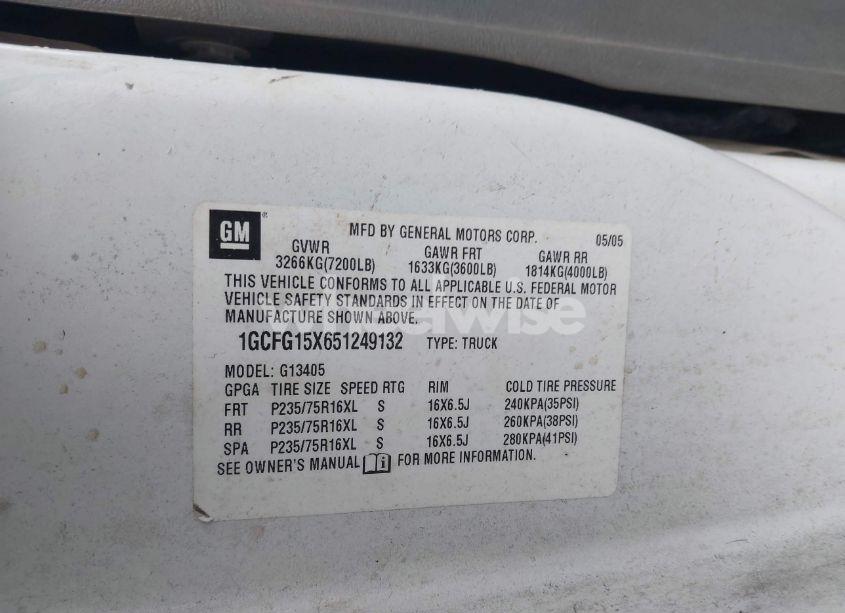 GM
®
MFD BY GENERAL MOTORS CORP. 05/05
GVWR GAWR FRT GAWR RR
3266KG(7200LB) 1633KG(3600LB) 1814KG(4000LB)
THIS VEHICLE CONFORMS TO ALL APPLICABLE U.S. FEDERAL MOTOR
VEHICLE SAFETY STANDARDS IN EFFECT ON THE DATE OF
MANUFACTURE SHOWN ABOVE.
wheelwise
1GCFG15X651249132 TYPE: TRUCK
MODEL: G13405
GPGA TIRE SIZE SPEED RTG RIM COLD TIRE PRESSURE
FRT P235/75R16XL S 16X6.5J 240KPA(35PSI)
RR P235/75R16XL S 16X6.5J 260KPA(38PSI)
SPA P235/75R16XL S 16X6.5J 280KPA(41PSI)
SEE OWNER'S MANUAL FOR MORE INFORMATION.